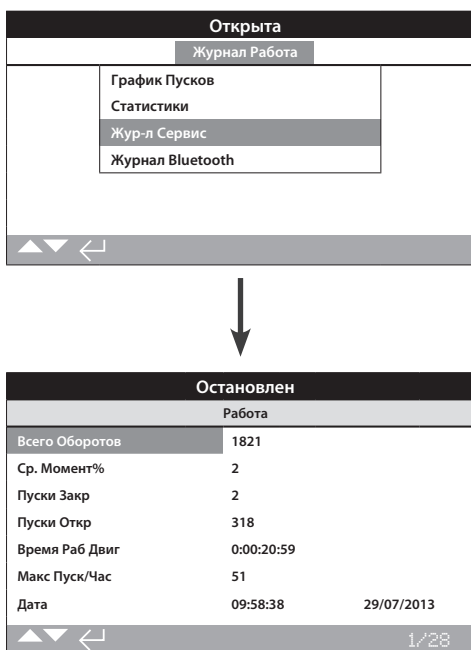 Открыта
Журнал Работа
График Пусков
Статистики
Жур-л Сервис
Журнал Bluetooth
Остановлен
Работа
Всего Оборотов 1821
Ср. Момент% 2
Пуски Закр 2
Пуски Откр 318
Время Раб Двиг 0:00:20:59
Макс Пуск/Час 51
Дата 09:58:38 29/07/2013
1/28